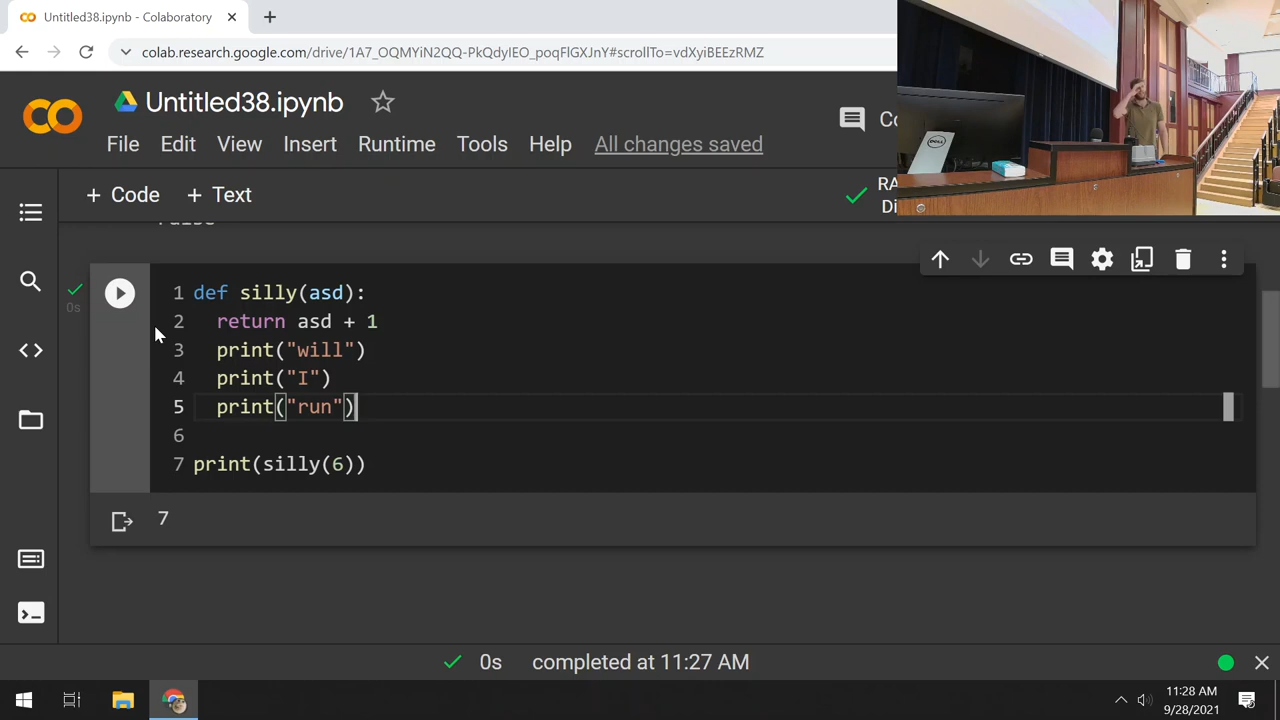 Untitled38.ipynb - Colaboratory
colab.research.google.com/drive/1A7_OQMYiN2QQ-PkQdyIEO_poqFlGXJnY#scrollTo=vdXyiBEEzRMZ
Untitled38.ipynb
File Edit View Insert Runtime Tools Help All changes saved
Co
+ Code + Text
RA
Di
0s
1 def silly(asd):
2 return asd + 1
3 print("will")
4 print("I")
5 print("run")
6
7 print(silly(6))
7
0s completed at 11:27 AM
11:28 AM
9/28/2021
DELL